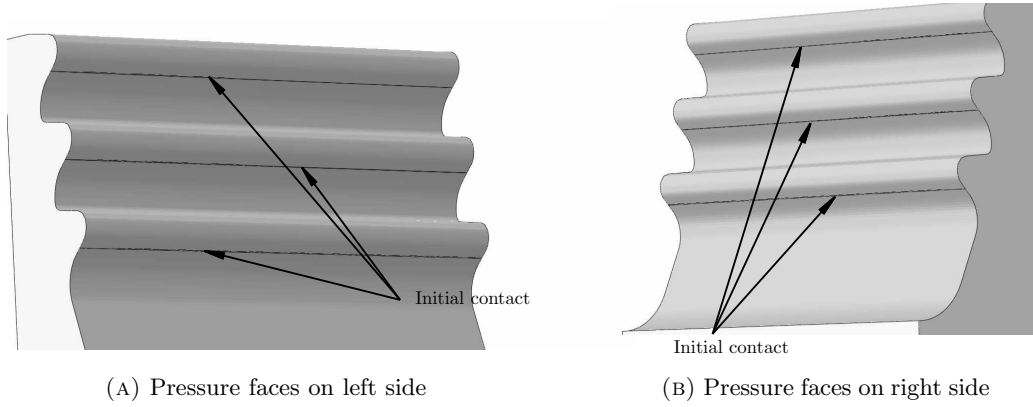 Initial contact
Initial contact
(A) Pressure faces on left side
(B) Pressure faces on right side